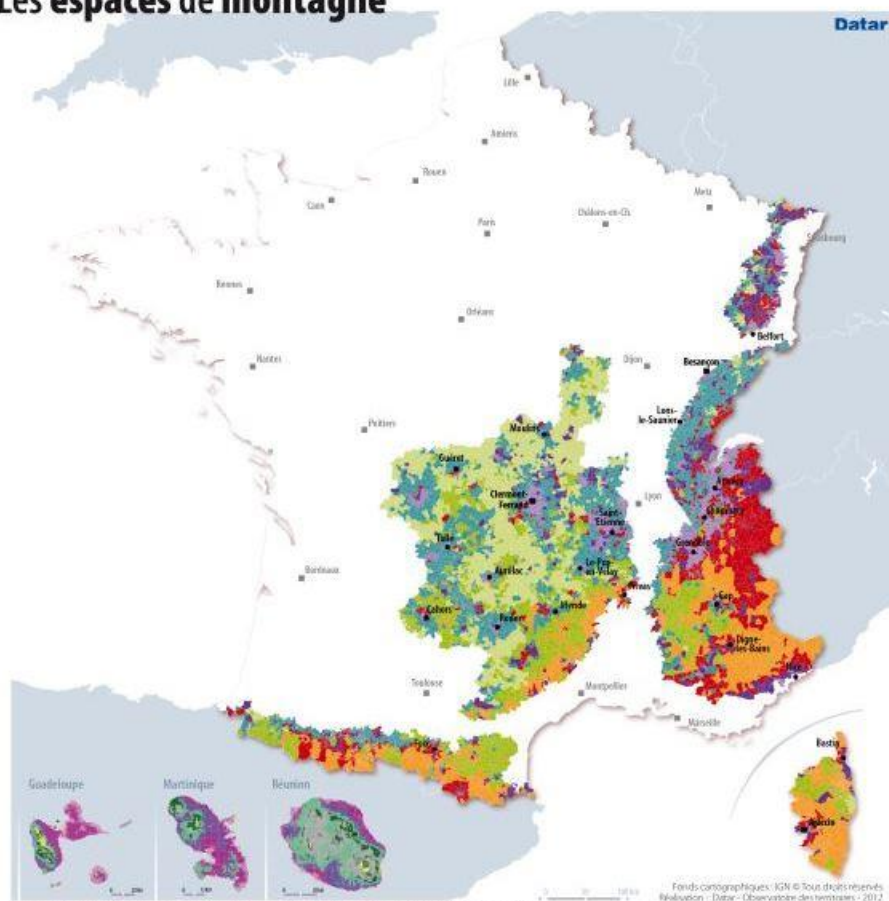 Les espaces de montagne
Datar
Lille
Amiens
Rouen
Caen
Metz
Châlons-en-Ch.
Paris
Strasbourg
Rennes
Orléans
Belfort
Nantes
Dijon
Besançon
Lons-
le-Saunier
Poitiers
Moulins
Guéret
Annecy
Clermont-
Ferrand
Lyon
Saint-
Etienne
Chambéry
Tulle
Grenoble
Le-Puy-
en-Velay
Aurillac
Bordeaux
Privas
Gap
Mende
Cahors
Rodez
Digne-
les-Bains
Nice
Toulouse
Montpellier
Marseille
Foix
Bastia
Guadeloupe
Martinique
Réunion
Ajaccio
Fonds cartographiques : IGN © Tous droits réservés
Réalisation : Datar - Observatoire des territoires - 2012